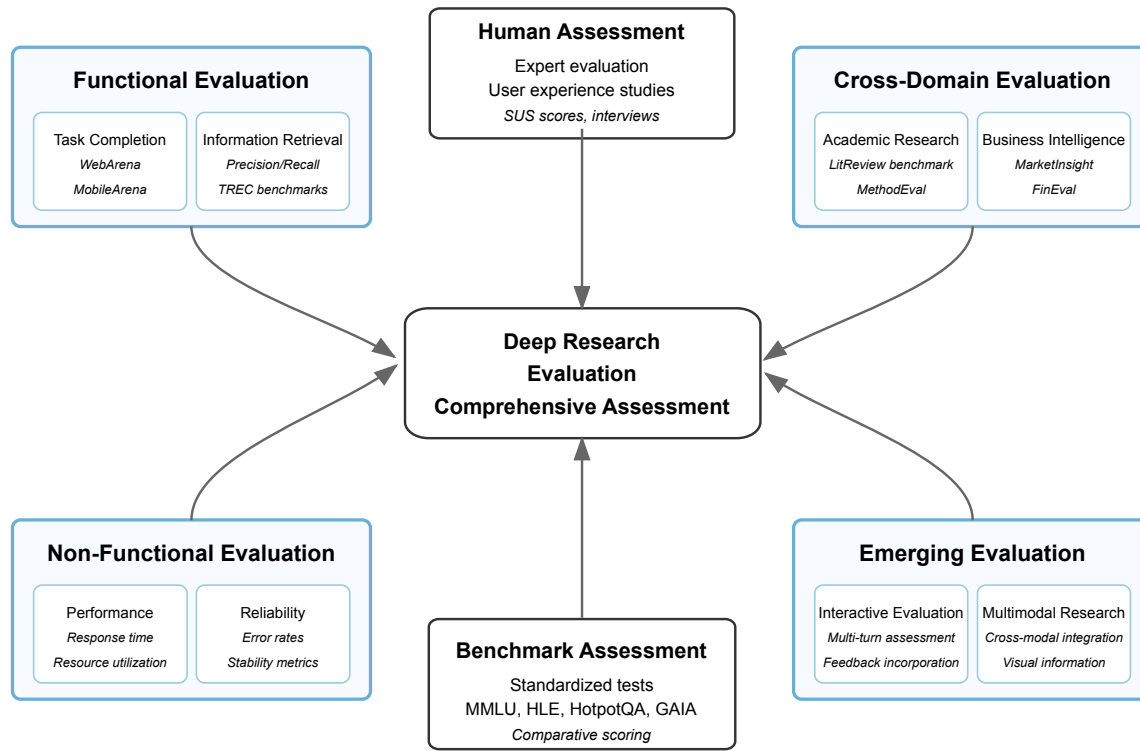 Functional Evaluation
Task Completion
WebArena
MobileArena
Information Retrieval
Precision/Recall
TREC benchmarks
Human Assessment
Expert evaluation
User experience studies
SUS scores, interviews
Cross-Domain Evaluation
Academic Research
LitReview benchmark
MethodEval
Business Intelligence
MarketInsight
FinEval
Deep Research
Evaluation
Comprehensive Assessment
Non-Functional Evaluation
Performance
Response time
Resource utilization
Reliability
Error rates
Stability metrics
Benchmark Assessment
Standardized tests
MMLU, HLE, HotpotQA, GAIA
Comparative scoring
Emerging Evaluation
Interactive Evaluation
Multi-turn assessment
Feedback incorporation
Multimodal Research
Cross-modal integration
Visual information